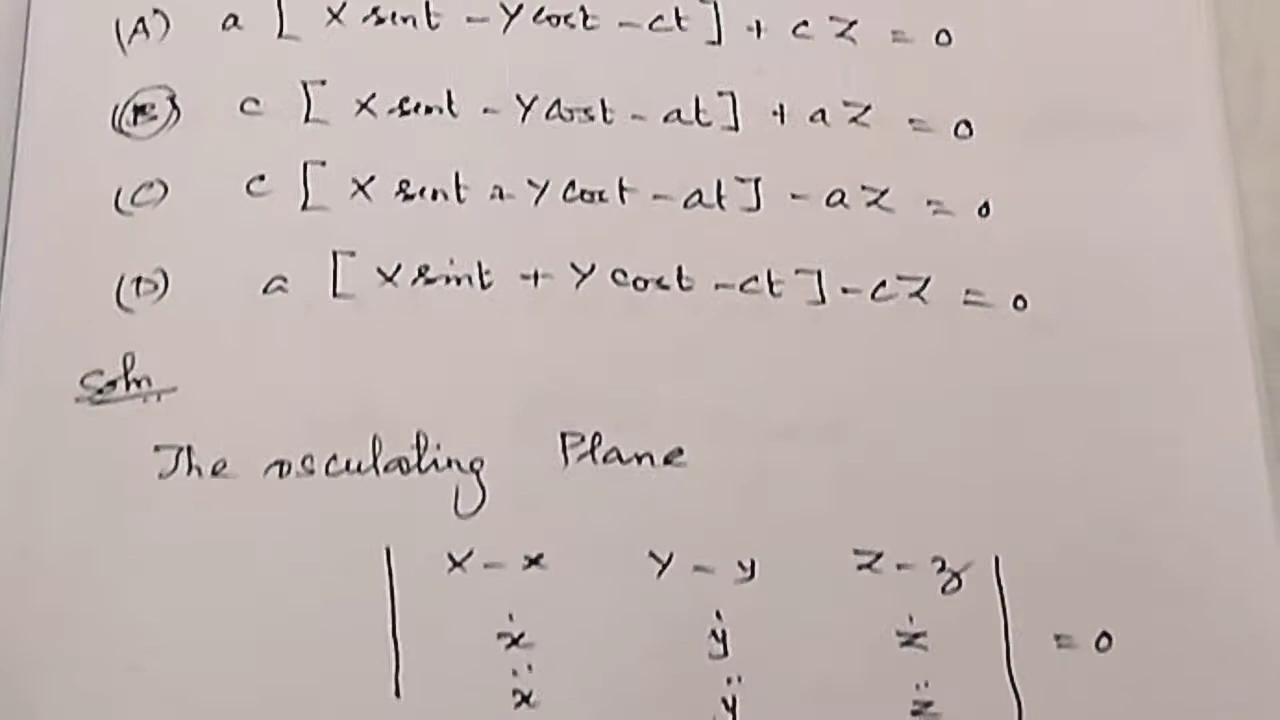 (A) a [ X sint - Y cost - ct ] + c Z = 0
(B) c [ X sint - Y cost - at ] + a Z = 0
(C) c [ X sint + Y cost - at ] - a Z = 0
(D) a [ X sint + Y cost - ct ] - c Z = 0
Soln
The osculating Plane
| X - x Y - y Z - z |
| ẋ ẏ ż | = 0
| ẍ ÿ z̈ |